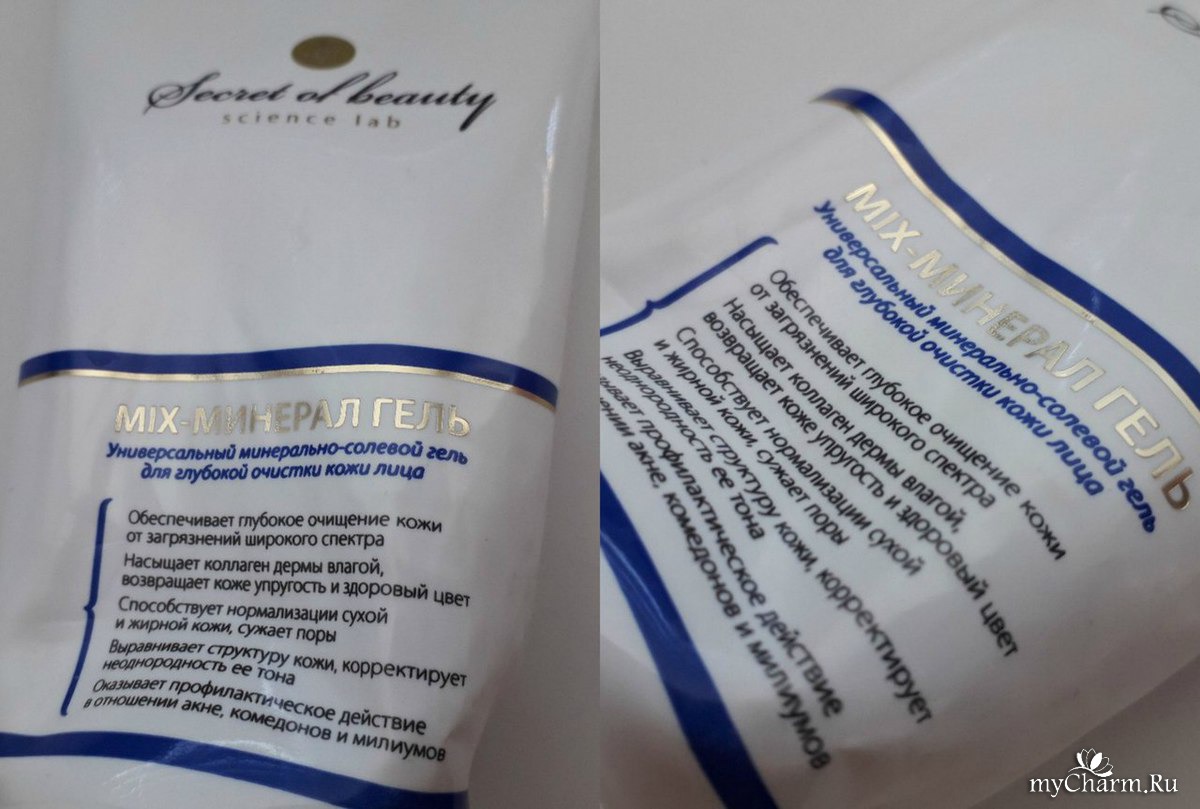 Secret of beauty
science lab
MIX-МИНЕРАЛ ГЕЛЬ
Универсальный минерально-солевой гель
для глубокой очистки кожи лица
Обеспечивает глубокое очищение кожи
от загрязнений широкого спектра
Насыщает коллаген дермы влагой,
возвращает коже упругость и здоровый цвет
Способствует нормализации сухой
и жирной кожи, сужает поры
Выравнивает структуру кожи, корректирует
неоднородность ее тона
Оказывает профилактическое действие
в отношении акне, комедонов и милиумов
MIX-МИНЕРАЛ ГЕЛЬ
Универсальный минерально-солевой гель
для глубокой очистки кожи лица
Обеспечивает глубокое очищение кожи
от загрязнений широкого спектра
Насыщает коллаген дермы влагой,
возвращает коже упругость и здоровый цвет
Способствует нормализации сухой
и жирной кожи, сужает поры
Выравнивает структуру кожи, корректирует
неоднородность ее тона
профилактическое действие
акне, комедонов и милиумов
myCharm.Ru